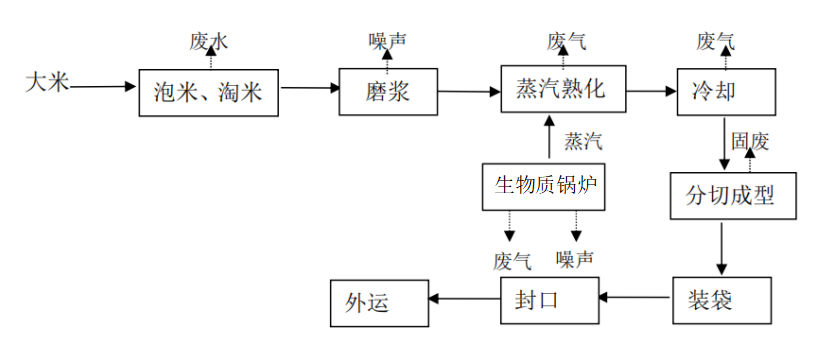 废水
噪声
废气
废气
大米
泡米、淘米
磨浆
蒸汽熟化
冷却
蒸汽
固废
生物质锅炉
分切成型
废气
噪声
外运
封口
装袋